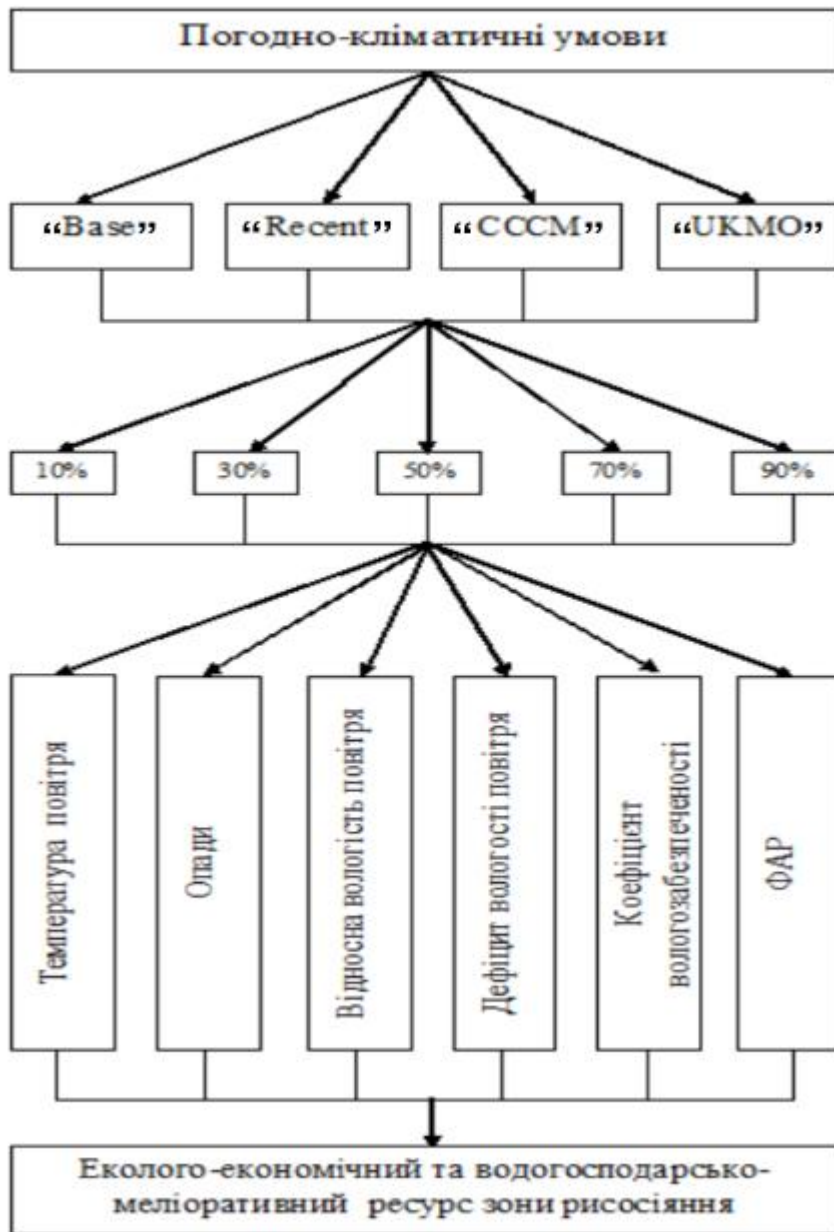 Погодно-кліматичні умови
“Base”
“Recent”
“CCCM”
“UKMO”
10%
30%
50%
70%
90%
Температура повітря
Опади
Відносна вологість повітря
Дефіцит вологості повітря
Коефіцієнт
вологозабезпеченості
ФАР
Еколого-економічний та водогосподарсько-
меліоративний ресурс зони рисосіяння